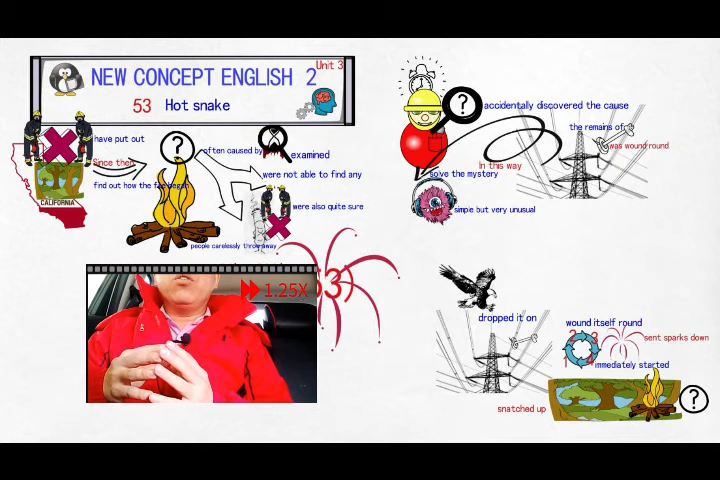 Unit 3
NEW CONCEPT ENGLISH 2
53 Hot snake
have put out
Since then
find out how the fire began
CALIFORNIA
often caused by
examined
were not able to find any
were also quite sure
people carelessly throw away
3)
1.25X
accidentally discovered the cause
the remains of
was wound round
In this way
solve the mystery
simple but very unusual
dropped it on
wound itself round
sent sparks down
immediately started
snatched up